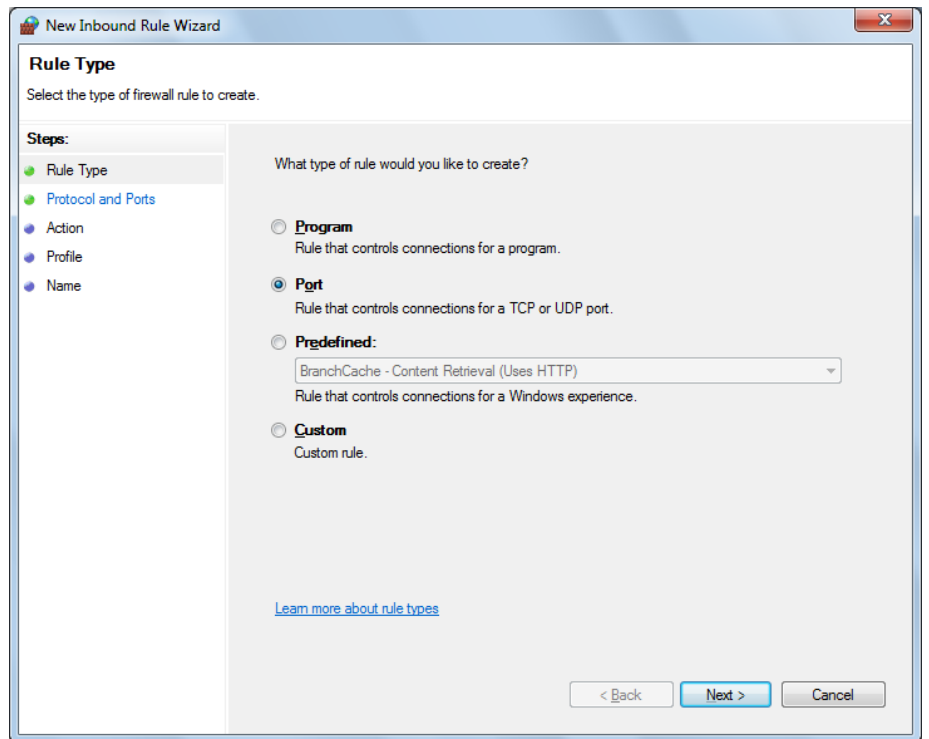 New Inbound Rule Wizard
Rule Type
Select the type of firewall rule to create.
Steps:
Rule Type
Protocol and Ports
Action
Profile
Name
What type of rule would you like to create?
Program
Rule that controls connections for a program.
Port
Rule that controls connections for a TCP or UDP port.
Predefined:
BranchCache - Content Retrieval (Uses HTTP)
Rule that controls connections for a Windows experience.
Custom
Custom rule.
Learn more about rule types
< Back Next > Cancel